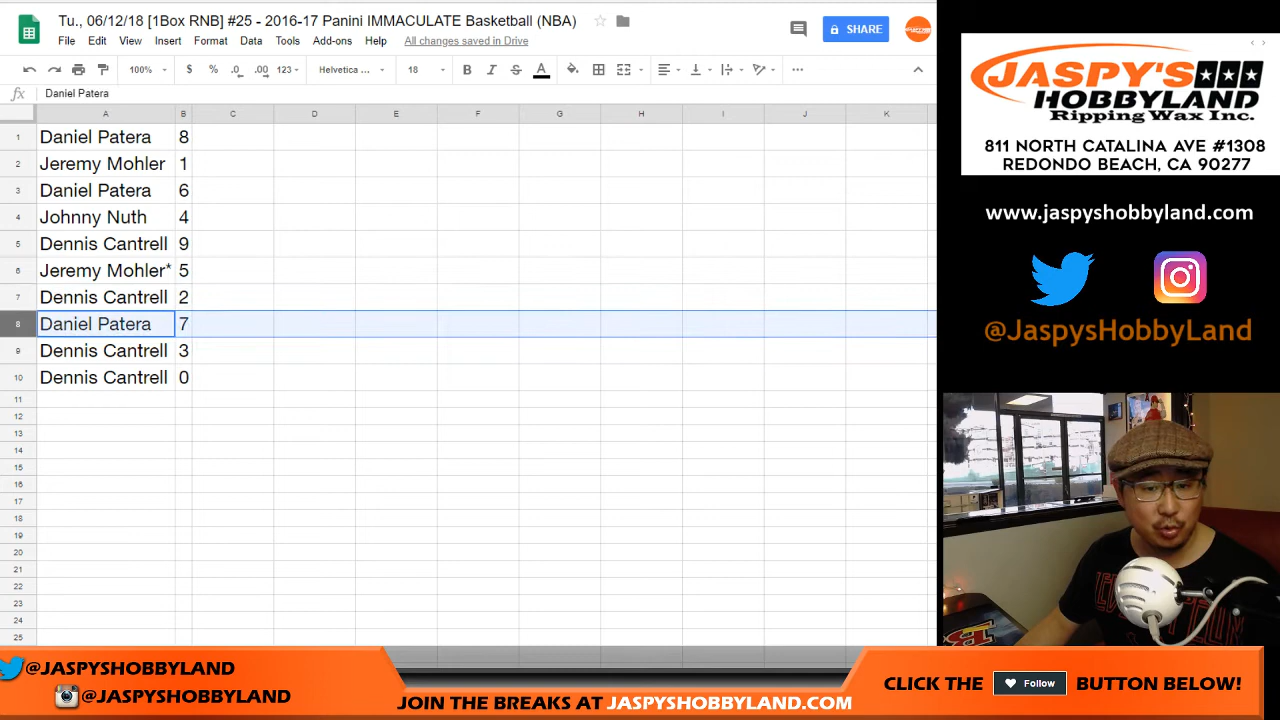 Tu., 06/12/18 [1Box RNB] #25 - 2016-17 Panini IMMACULATE Basketball (NBA)
File Edit View Insert Format Data Tools Add-ons Help All changes saved in Drive
SHARE
100% $ % .0 .00 123 Helvetica ... 18 B I S A
fx Daniel Patera
A B C D E F G H I J K
1 Daniel Patera 8
2 Jeremy Mohler 1
3 Daniel Patera 6
4 Johnny Nuth 4
5 Dennis Cantrell 9
6 Jeremy Mohler* 5
7 Dennis Cantrell 2
8 Daniel Patera 7
9 Dennis Cantrell 3
10 Dennis Cantrell 0
11
12
13
14
15
16
17
18
19
20
21
22
23
24
25
JASPY'S
HOBBYLAND
Ripping Wax Inc.
811 NORTH CATALINA AVE #1308
REDONDO BEACH, CA 90277
www.jaspyshobbyland.com
@JaspysHobbyLand
@JASPYSHOBBYLAND
@JASPYSHOBBYLAND
JOIN THE BREAKS AT JASPYSHOBBYLAND.COM
CLICK THE Follow BUTTON BELOW!